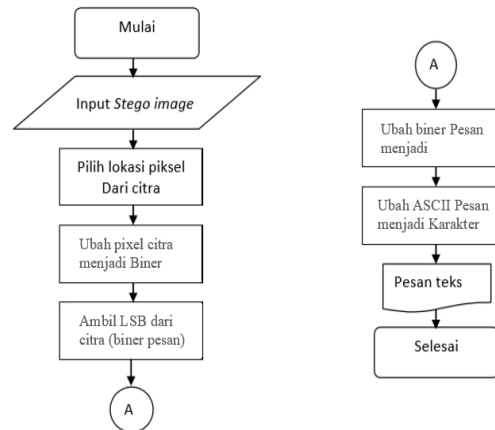 Mulai
Input Stego image
Pilih lokasi piksel
Dari citra
Ubah pixel citra
menjadi Biner
Ambil LSB dari
citra (biner pesan)
A
A
Ubah biner Pesan
menjadi
Ubah ASCII Pesan
menjadi Karakter
Pesan teks
Selesai